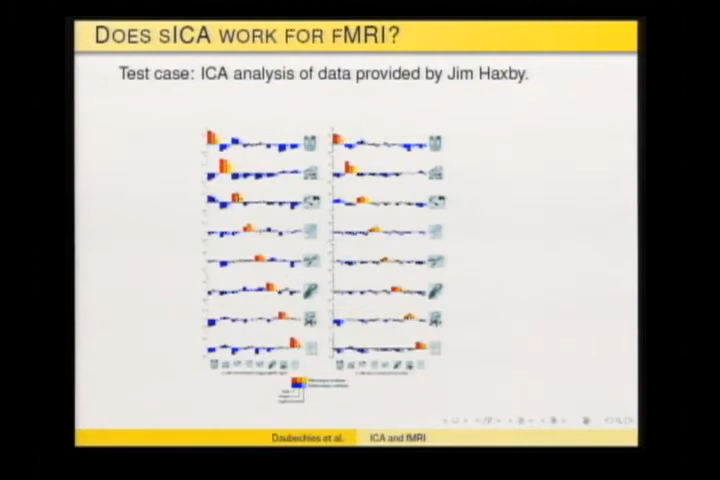 DOES SICA WORK FOR FMRI?
Test case: ICA analysis of data provided by Jim Haxby.
Daubechies et al. ICA and fMRI